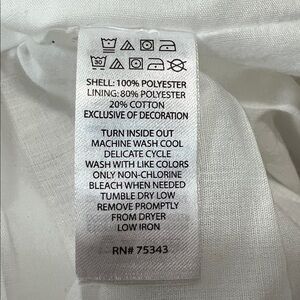 SHELL: 100% POLYESTER
LINING: 80% POLYESTER
20% COTTON
EXCLUSIVE OF DECORATION
TURN INSIDE OUT
MACHINE WASH COOL
DELICATE CYCLE
WASH WITH LIKE COLORS
ONLY NON-CHLORINE
BLEACH WHEN NEEDED
TUMBLE DRY LOW
REMOVE PROMPTLY
FROM DRYER
LOW IRON
RN# 75343